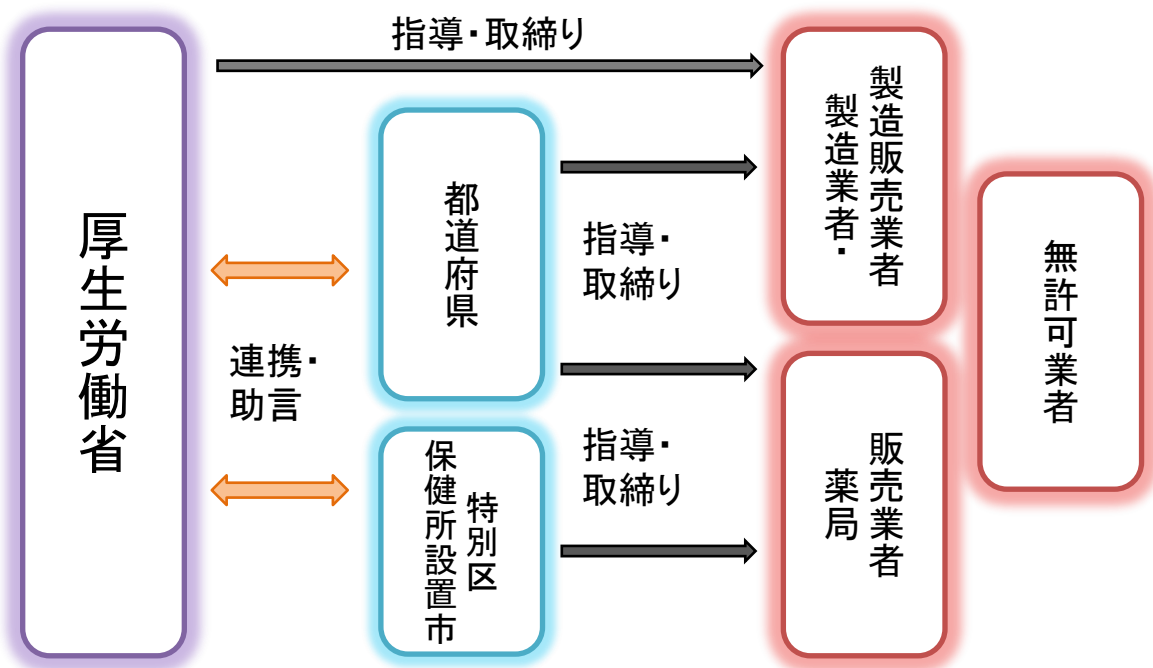 指導・取締り
厚生労働省
連携・
助言
都道府県
特別区
保健所設置市
指導・
取締り
指導・
取締り
製造販売業者
製造業者・
販売業者
薬局
無許可業者